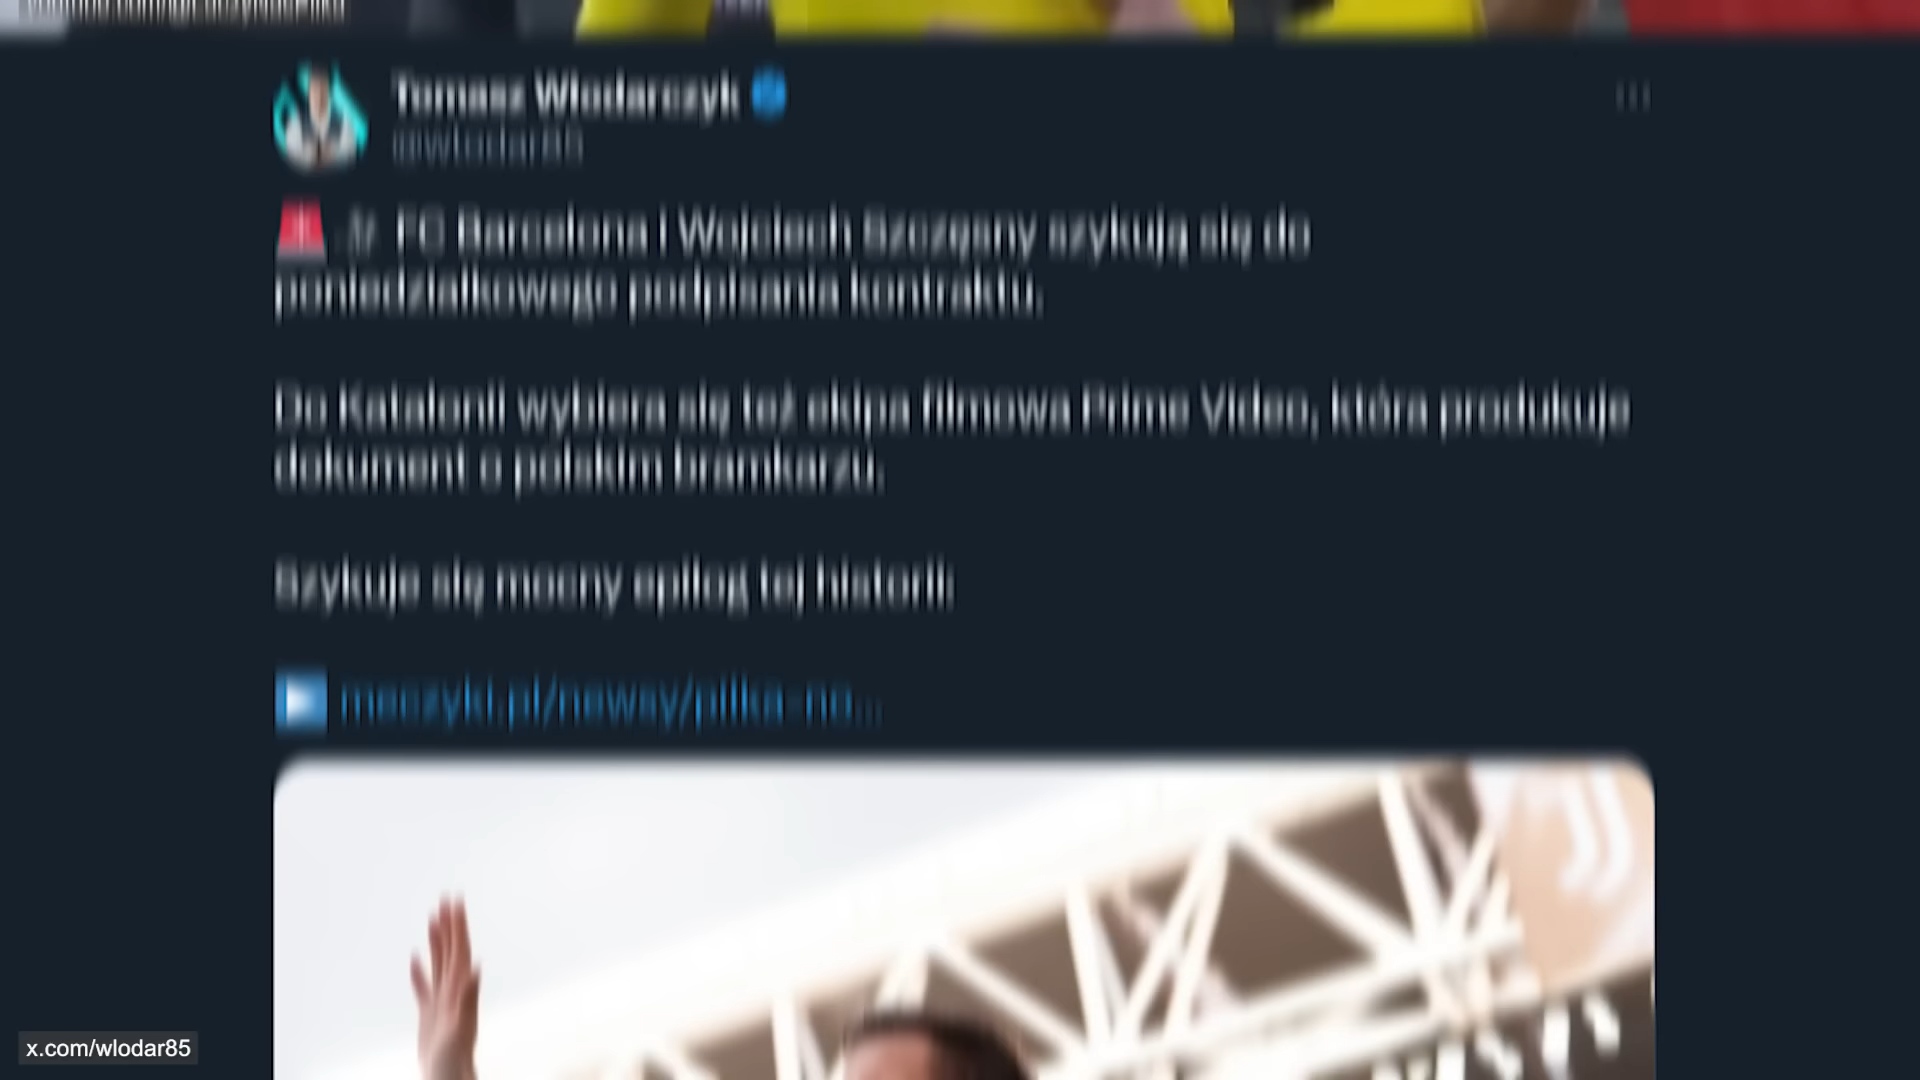 Tomasz Włodarczyk
@wlodar85
FC Barcelona i Wojciech Szczęsny szykują się do
poniedziałkowego podpisania kontraktu.
Do Katalonii wybiera się też ekipa filmowa Prime Video, która produkuje
dokument o polskim bramkarzu.
Szykuje się mocny epilog tej historii:
meczyki.pl/newsy/pilka-no...
x.com/wlodar85